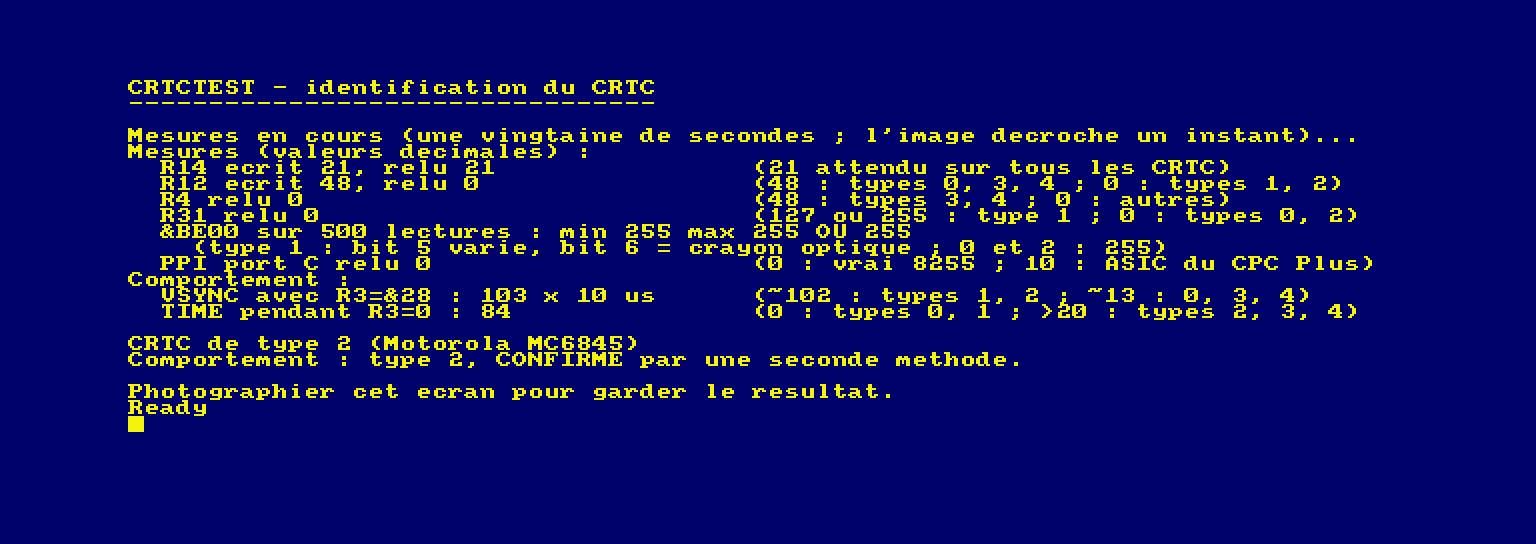 CRTCTEST - identification du CRTC
---------------------------------
Mesures en cours (une vingtaine de secondes ; l'image decroche un instant)...
Mesures (valeurs decimales) :
R14 ecrit 21, relu 21 (21 attendu sur tous les CRTC)
R12 ecrit 48, relu 0 (48 : types 0, 3, 4 ; 0 : types 1, 2)
R4 relu 0 (48 : types 3, 4 ; 0 : autres)
R31 relu 0 (127 ou 255 : type 1 ; 0 : types 0, 2)
&BE00 sur 500 lectures : min 255 max 255 OU 255
(type 1 : bit 5 varie, bit 6 = crayon optique ; 0 et 2 : 255)
PPI port C relu 0 (0 : vrai 8255 ; 10 : ASIC du CPC Plus)
Comportement :
VSYNC avec R3=&28 : 103 x 10 us (~102 : types 1, 2 ; ~13 : 0, 3, 4)
TIME pendant R3=0 : 84 (0 : types 0, 1 ; >20 : types 2, 3, 4)
CRTC de type 2 (Motorola MC6845)
Comportement : type 2, CONFIRME par une seconde methode.
Photographier cet ecran pour garder le resultat.
Ready